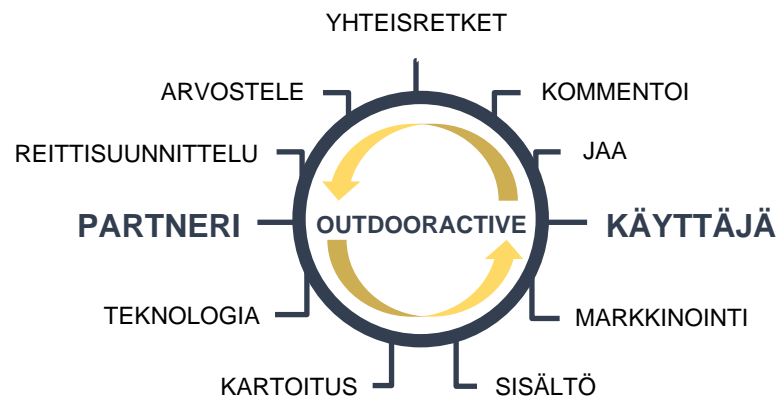 YHTEISRETKET
ARVOSTELE
KOMMENTOI
REITTISUUNNITTELU
JAA
PARTNERI
OUTDOORACTIVE
KÄYTTÄJÄ
TEKNOLOGIA
MARKKINOINTI
KARTOITUS
SISÄLTÖ